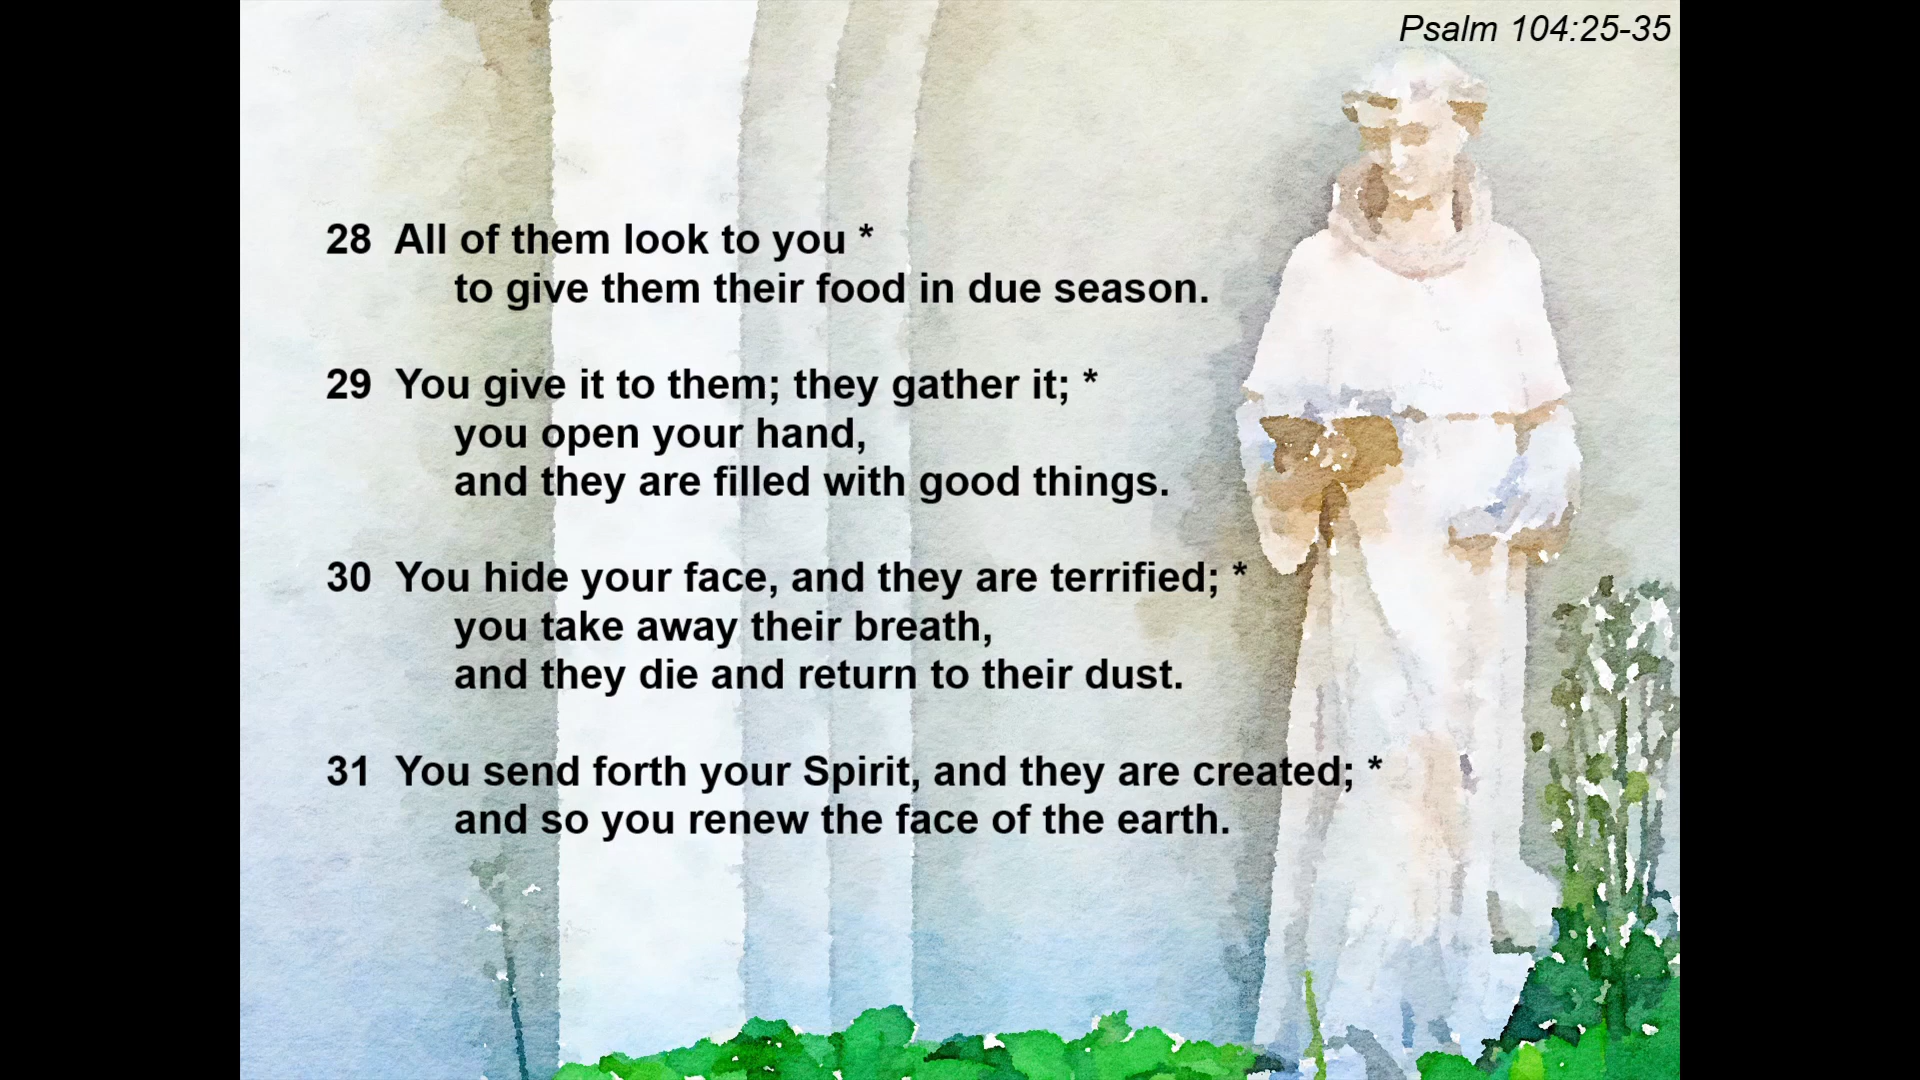 Psalm 104:25-35
28 All of them look to you *
to give them their food in due season.
29 You give it to them; they gather it; *
you open your hand,
and they are filled with good things.
30 You hide your face, and they are terrified; *
you take away their breath,
and they die and return to their dust.
31 You send forth your Spirit, and they are created; *
and so you renew the face of the earth.